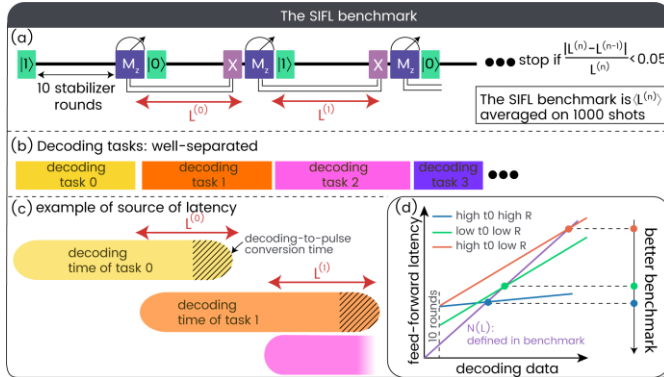 The SIFL benchmark
(a)
|1⟩ M_z |0⟩ X M_z |1⟩ X M_z |0⟩ ●●● stop if |L^(n)-L^(n-1)| / L^(n) <0.05
10 stabilizer
rounds
L^(0) L^(1)
The SIFL benchmark is ⟨L^(n)⟩
averaged on 1000 shots
(b) Decoding tasks: well-separated
decoding
task 0
decoding
task 1
decoding
task 2
decoding
task 3
●●●
(c) example of source of latency
L^(0)
decoding
time of task 0
decoding-to-pulse
conversion time
L^(1)
decoding
time of task 1
(d)
high t0 high R
low t0 low R
high t0 low R
feed-forward latency
10 rounds
N(L):
defined in benchmark
decoding data
better benchmark